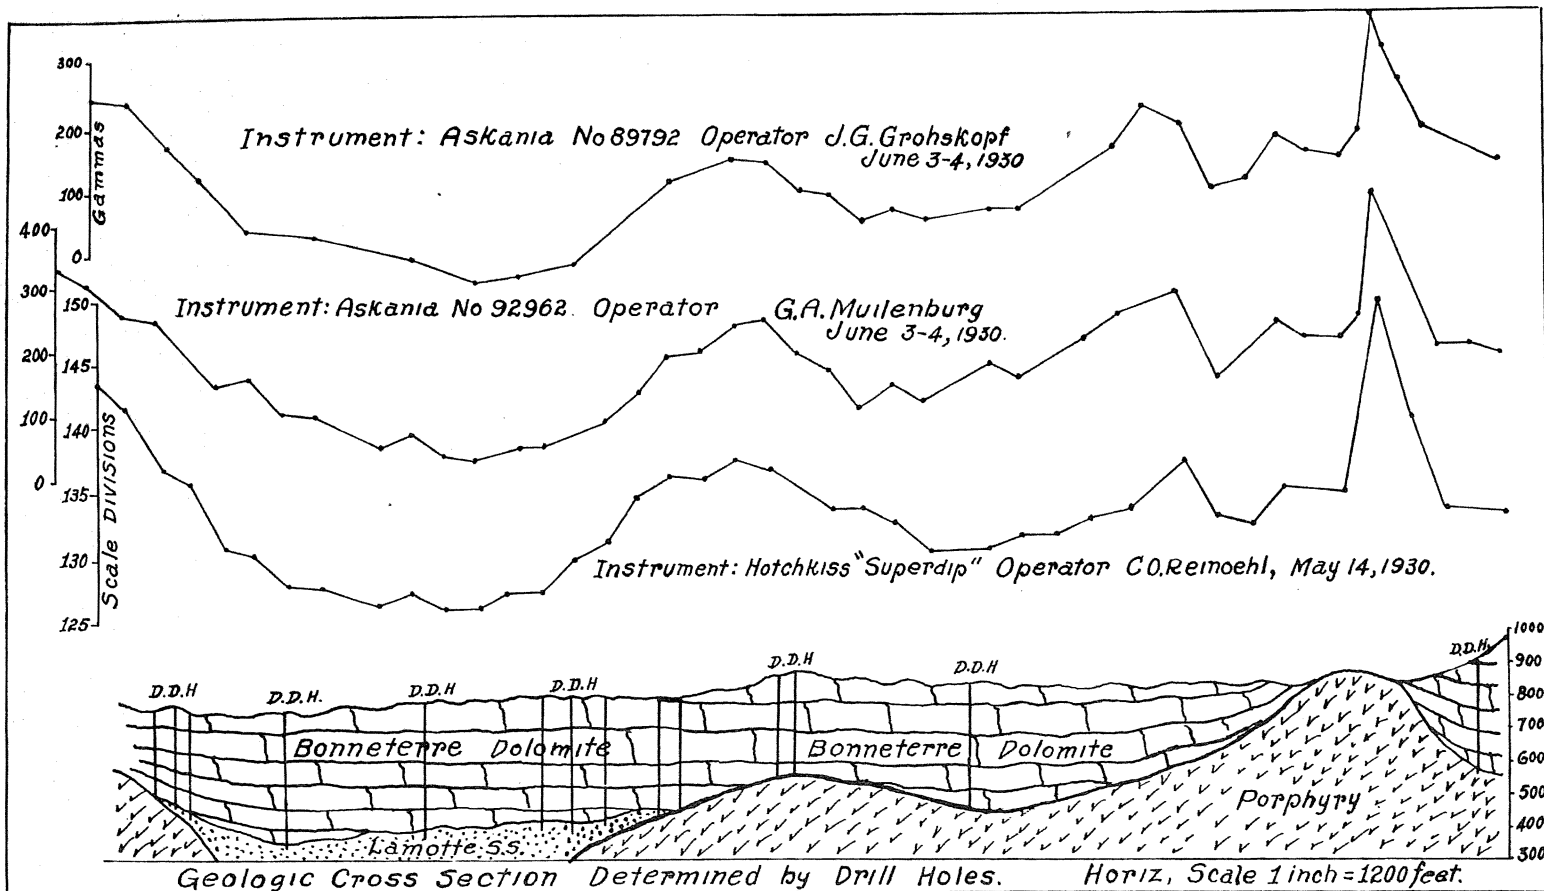 300
200
100
0
Gammas
Instrument: Askania No 89792 Operator J.G. Grohskopf
June 3-4, 1930
400
300
200
100
0
Instrument: Askania No 92962. Operator G.A. Muilenburg
June 3-4, 1930.
150
145
140
135
130
125
Scale Divisions
Instrument: Hotchkiss "Superdip" Operator C.O. Reinoehl, May 14, 1930.
D.D.H
D.D.H.
D.D.H
D.D.H
D.D.H
D.D.H
D.D.H.
1000
900
800
700
600
500
400
300
Bonneterre Dolomite
Bonneterre Dolomite
Porphyry
Lamotte ss.
Geologic Cross Section Determined by Drill Holes. Horiz, Scale 1 inch = 1200 feet.